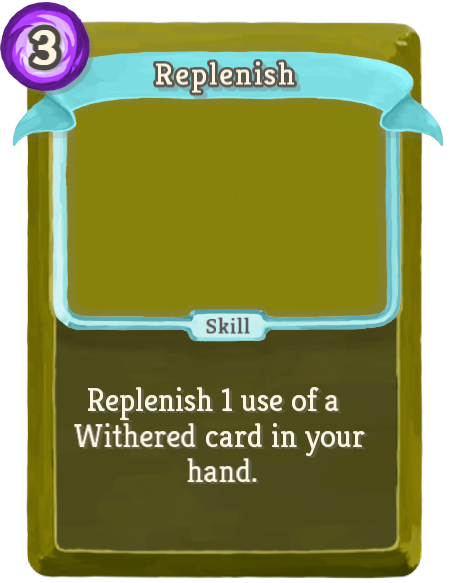 3
Replenish
Skill
Replenish 1 use of a
Withered card in your
hand.